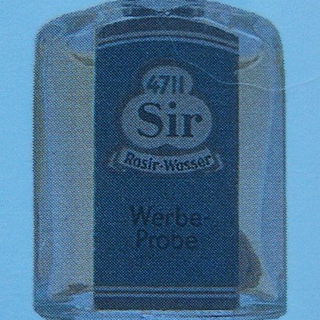 4711
Sir
Rasir-Wasser
Werbe-
Probe